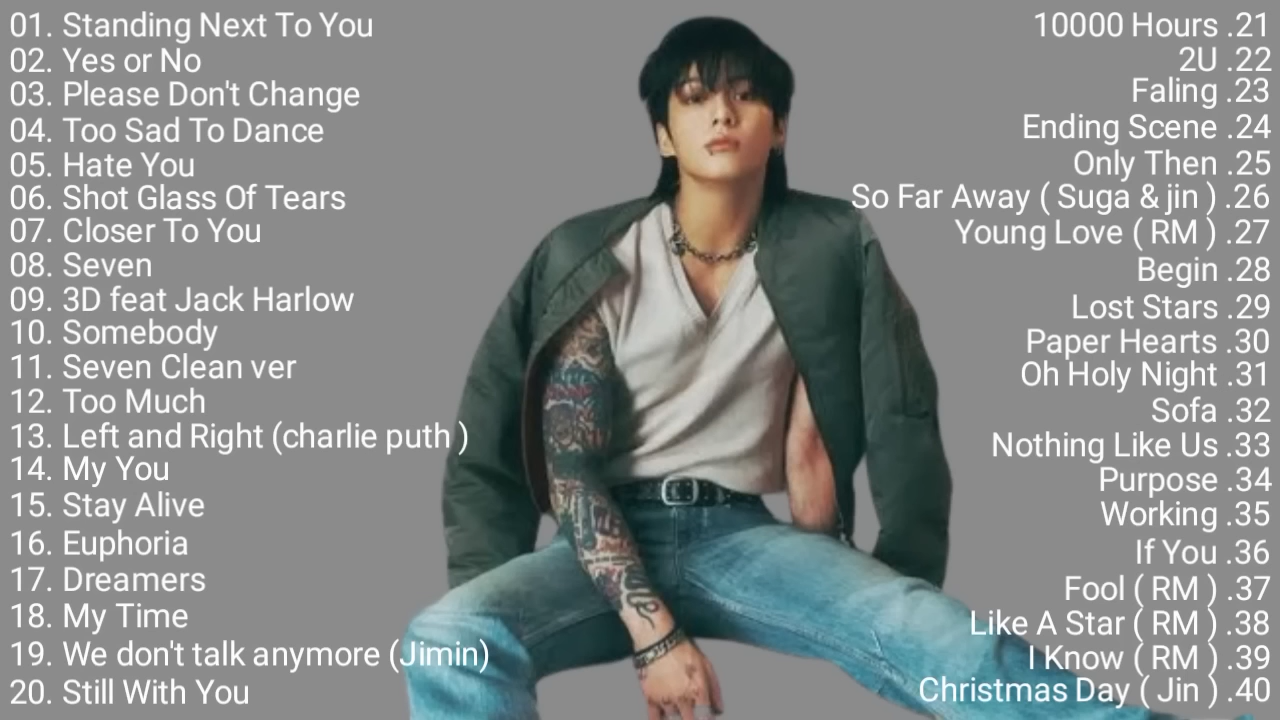 01. Standing Next To You
02. Yes or No
03. Please Don't Change
04. Too Sad To Dance
05. Hate You
06. Shot Glass Of Tears
07. Closer To You
08. Seven
09. 3D feat Jack Harlow
10. Somebody
11. Seven Clean ver
12. Too Much
13. Left and Right (charlie puth )
14. My You
15. Stay Alive
16. Euphoria
17. Dreamers
18. My Time
19. We don't talk anymore (Jimin)
20. Still With You
10000 Hours .21
2U .22
Faling .23
Ending Scene .24
Only Then .25
So Far Away ( Suga & jin ) .26
Young Love ( RM ) .27
Begin .28
Lost Stars .29
Paper Hearts .30
Oh Holy Night .31
Sofa .32
Nothing Like Us .33
Purpose .34
Working .35
If You .36
Fool ( RM ) .37
Like A Star ( RM ) .38
I Know ( RM ) .39
Christmas Day ( Jin ) .40